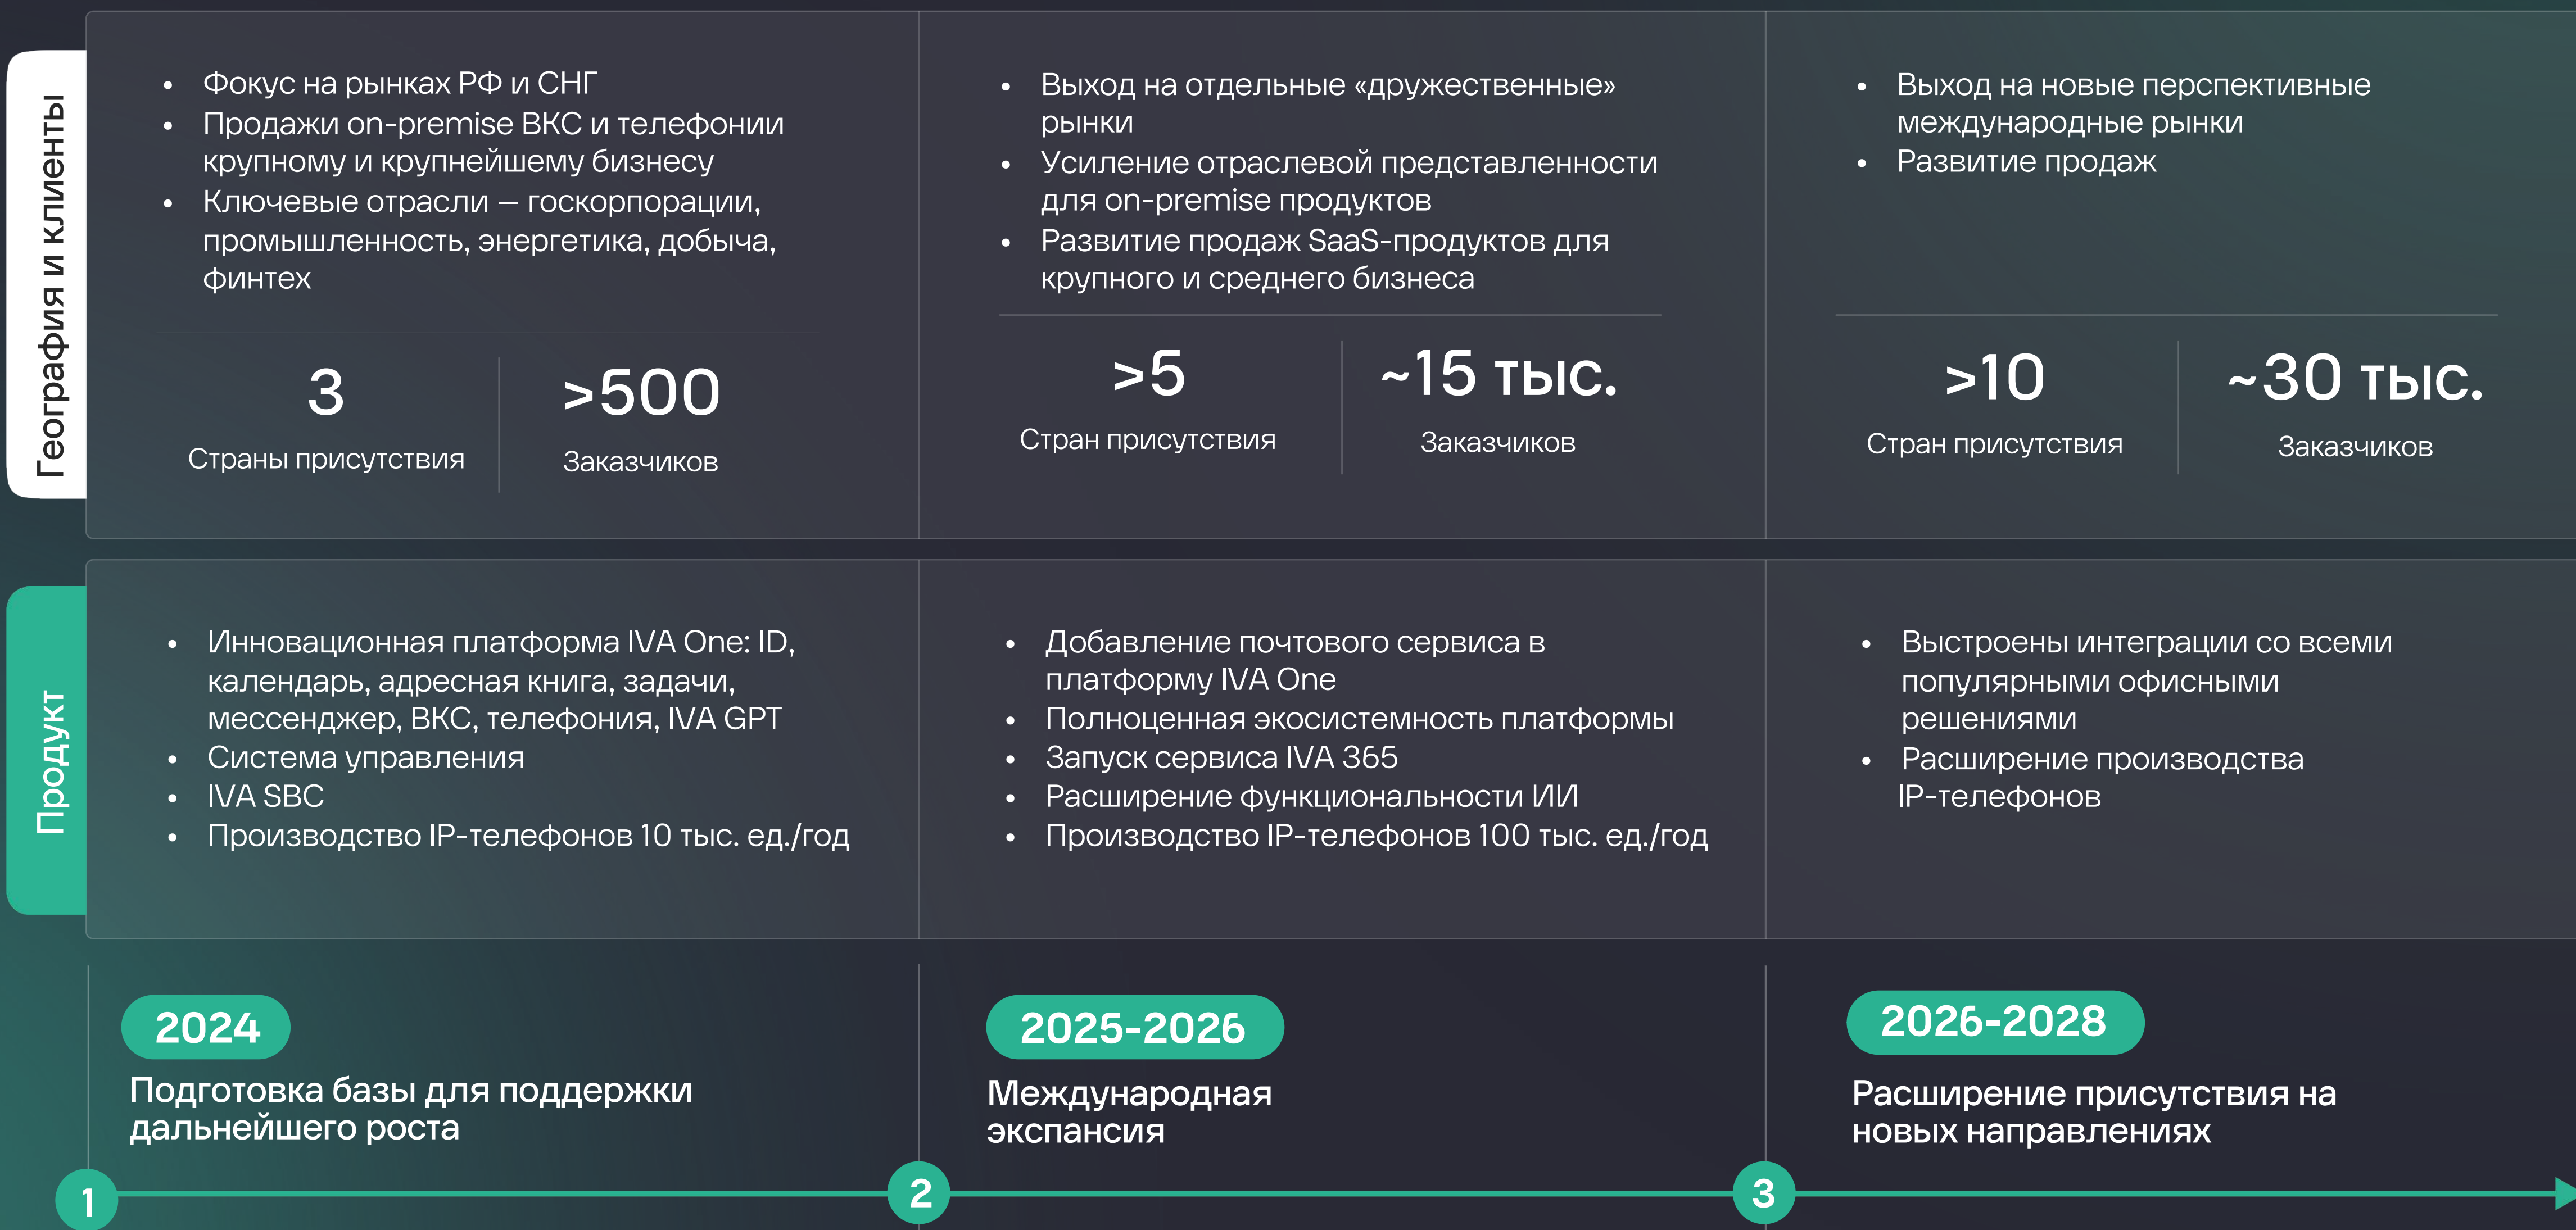 География и клиенты
• Фокус на рынках РФ и СНГ
• Продажи on-premise ВКС и телефонии
крупному и крупнейшему бизнесу
• Ключевые отрасли – госкорпорации,
промышленность, энергетика, добыча,
финтех
3
Страны присутствия
>500
Заказчиков
• Выход на отдельные «дружественные»
рынки
• Усиление отраслевой представленности
для on-premise продуктов
• Развитие продаж SaaS-продуктов для
крупного и среднего бизнеса
>5
Стран присутствия
~15 тыс.
Заказчиков
• Выход на новые перспективные
международные рынки
• Развитие продаж
>10
Стран присутствия
~30 тыс.
Заказчиков
Продукт
• Инновационная платформа IVA One: ID,
календарь, адресная книга, задачи,
мессенджер, ВКС, телефония, IVA GPT
• Система управления
• IVA SBC
• Производство IP-телефонов 10 тыс. ед./год
• Добавление почтового сервиса в
платформу IVA One
• Полноценная экосистемность платформы
• Запуск сервиса IVA 365
• Расширение функциональности ИИ
• Производство IP-телефонов 100 тыс. ед./год
• Выстроены интеграции со всеми
популярными офисными
решениями
• Расширение производства
IP-телефонов
2024
Подготовка базы для поддержки
дальнейшего роста
2025-2026
Международная
экспансия
2026-2028
Расширение присутствия на
новых направлениях
1
2
3